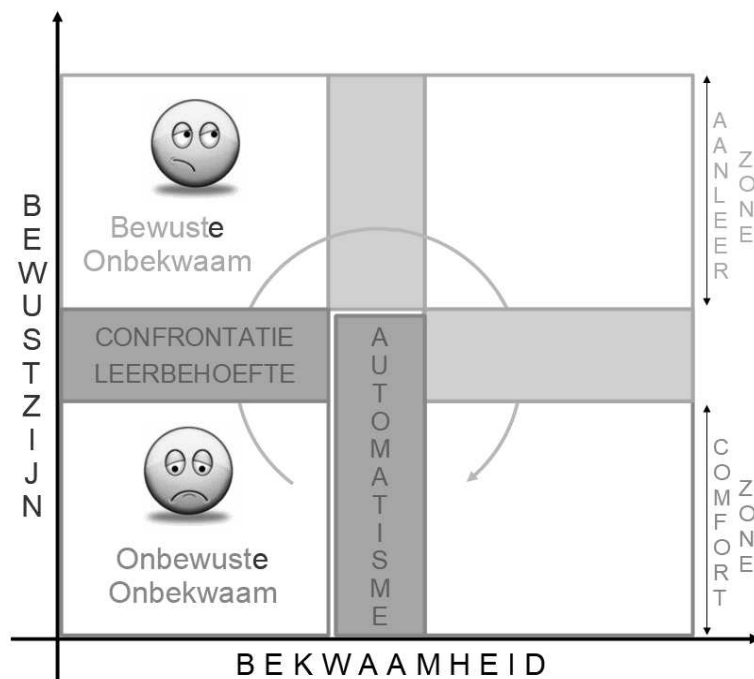 BEWUSTZIJN
Bewuste
Onbekwaam
CONFRONTATIE
LEERBEHOEFTE
AUTOMATISME
Onbewuste
Onbekwaam
AANLEER
ZONE
COMFORT
ZONE
BEKWAAMHEID